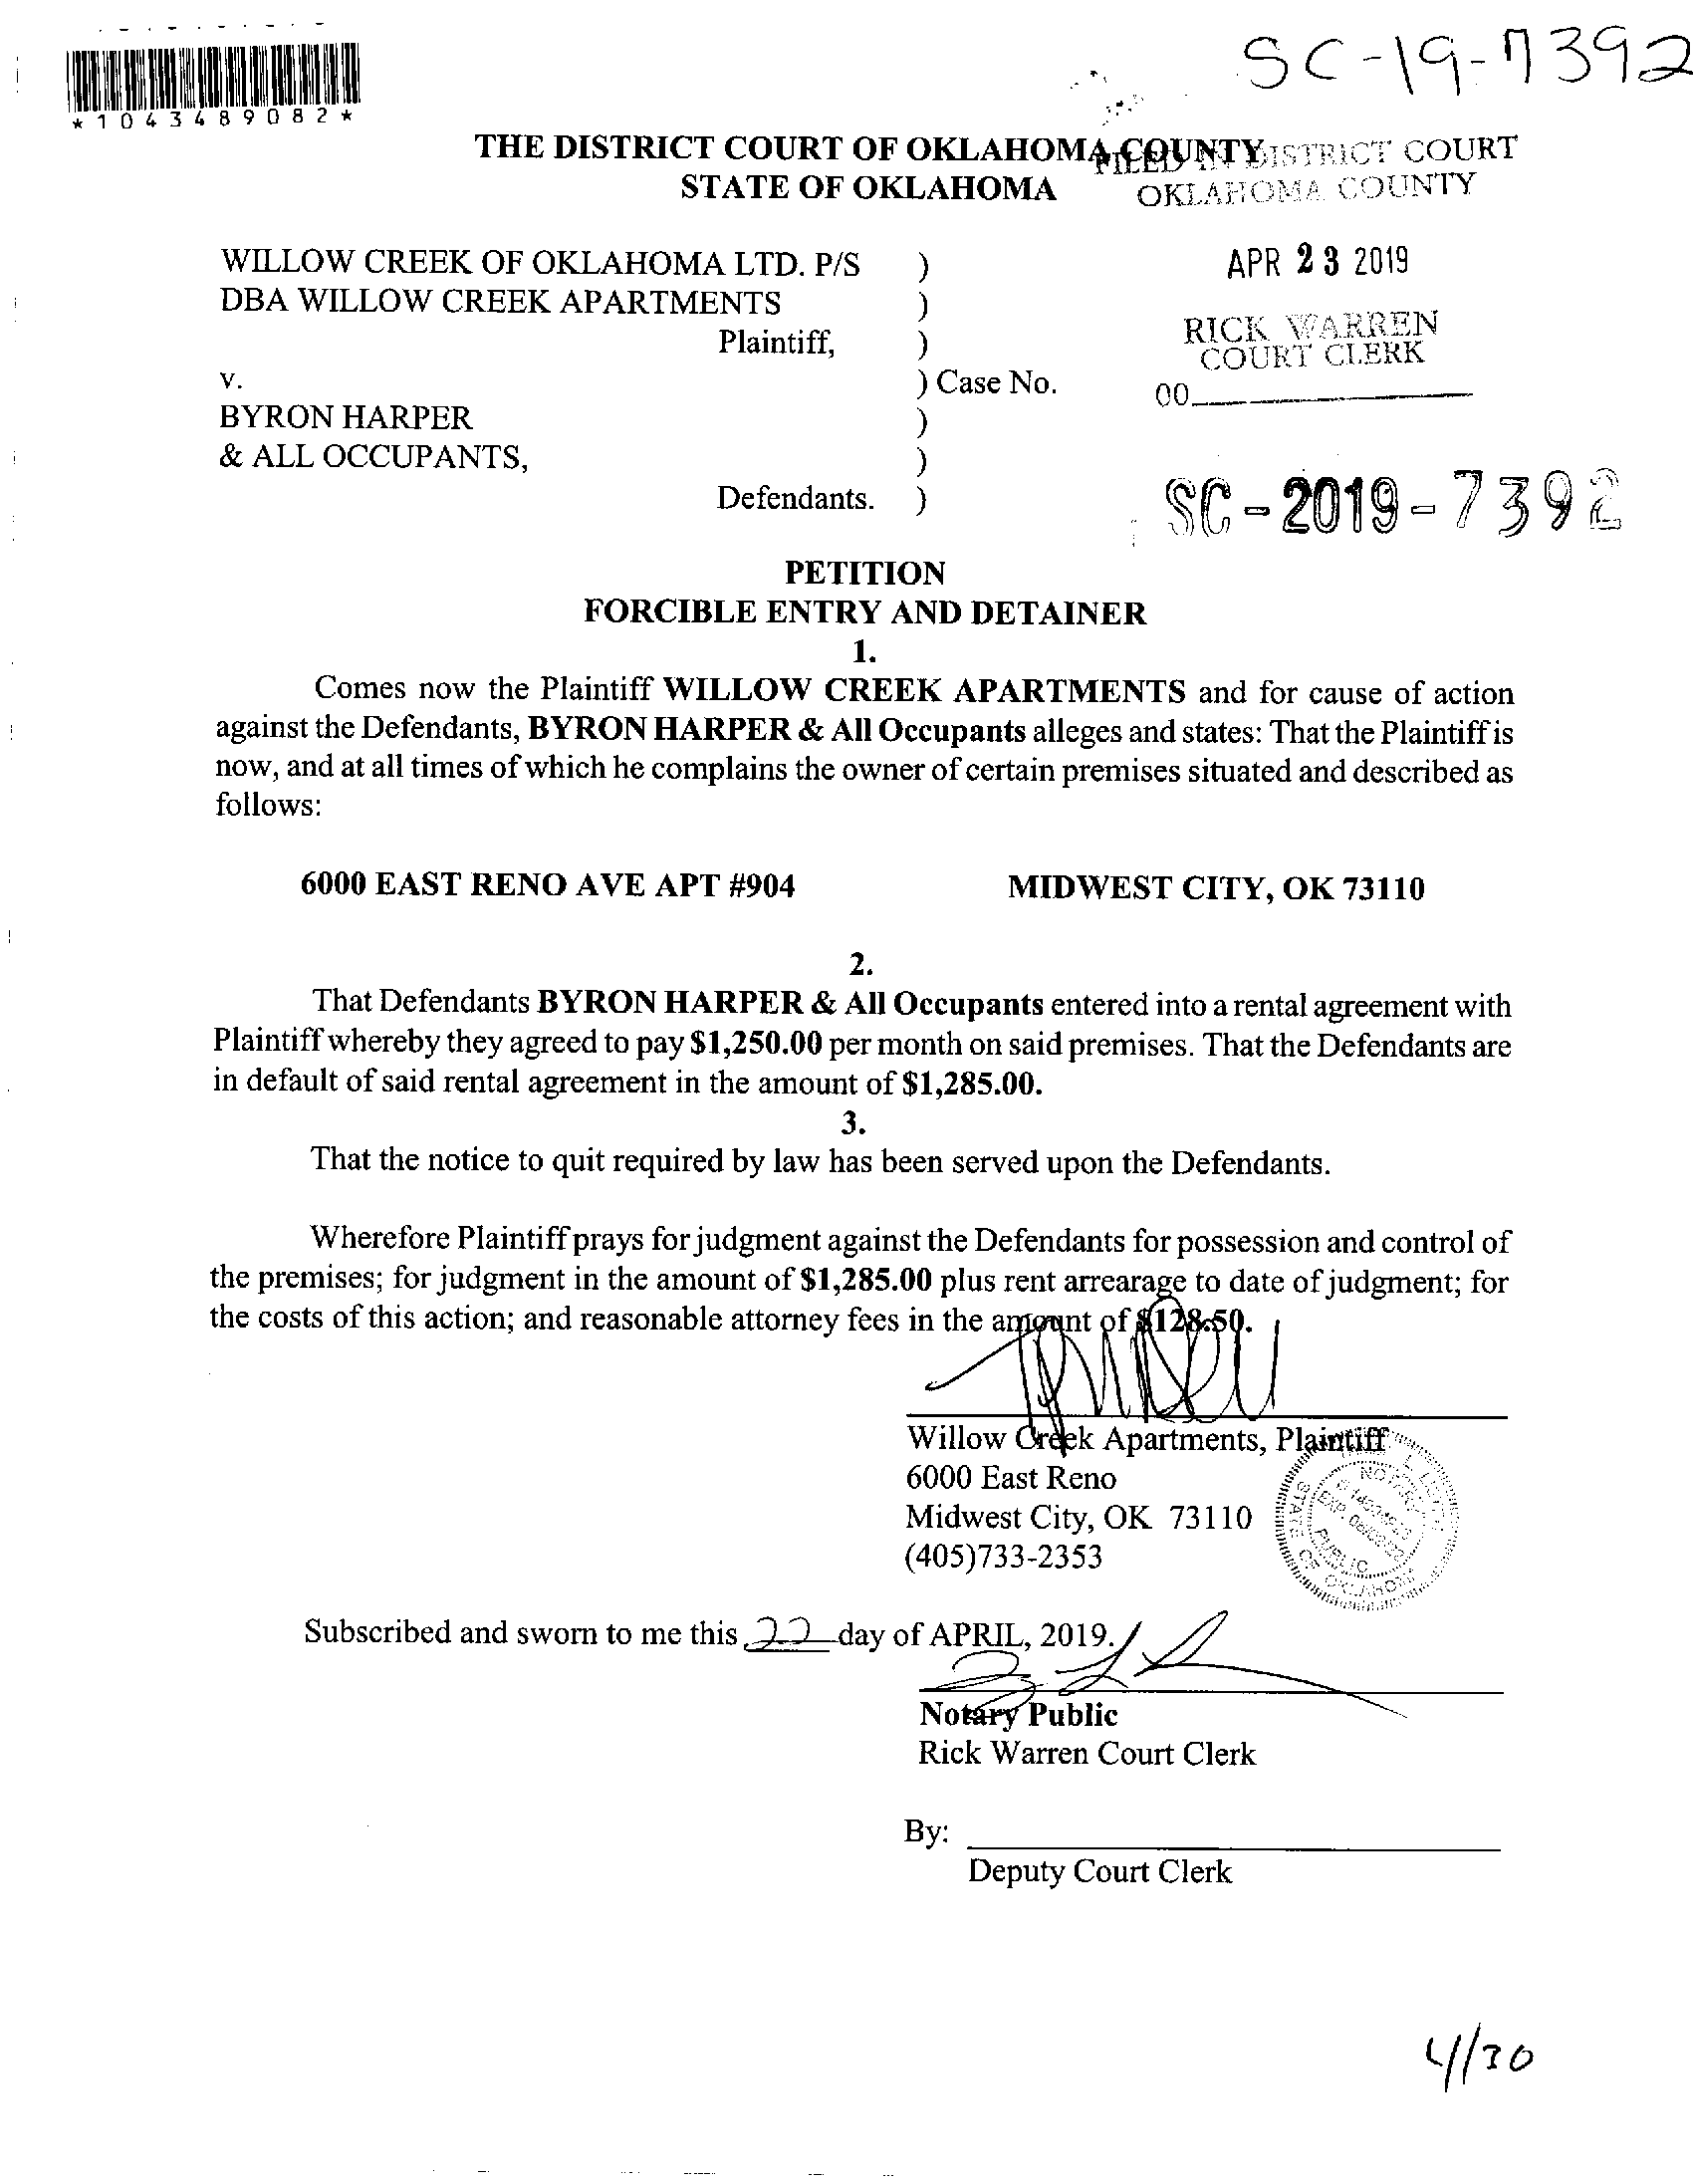 SC-19-7392
*1043489082*
THE DISTRICT COURT OF OKLAHOMA COUNTY
STATE OF OKLAHOMA
FILED IN DISTRICT COURT
OKLAHOMA COUNTY
WILLOW CREEK OF OKLAHOMA LTD. P/S )
DBA WILLOW CREEK APARTMENTS )
Plaintiff, )
v. ) Case No.
BYRON HARPER )
& ALL OCCUPANTS, )
Defendants. )
APR 23 2019
RICK WARREN
COURT CLERK
00
SC-2019-7392
PETITION
FORCIBLE ENTRY AND DETAINER
1.
Comes now the Plaintiff WILLOW CREEK APARTMENTS and for cause of action
against the Defendants, BYRON HARPER & All Occupants alleges and states: That the Plaintiff is
now, and at all times of which he complains the owner of certain premises situated and described as
follows:
6000 EAST RENO AVE APT #904 MIDWEST CITY, OK 73110
2.
That Defendants BYRON HARPER & All Occupants entered into a rental agreement with
Plaintiff whereby they agreed to pay $1,250.00 per month on said premises. That the Defendants are
in default of said rental agreement in the amount of $1,285.00.
3.
That the notice to quit required by law has been served upon the Defendants.
Wherefore Plaintiff prays for judgment against the Defendants for possession and control of
the premises; for judgment in the amount of $1,285.00 plus rent arrearage to date of judgment; for
the costs of this action; and reasonable attorney fees in the amount of $128.50.
Willow Creek Apartments, Plaintiff
6000 East Reno
Midwest City, OK 73110
(405)733-2353
NOTARY
PUBLIC
STATE OF OKLAHOMA
EXP.
Subscribed and sworn to me this 22 day of APRIL, 2019.
Notary Public
Rick Warren Court Clerk
By:
Deputy Court Clerk
4/30